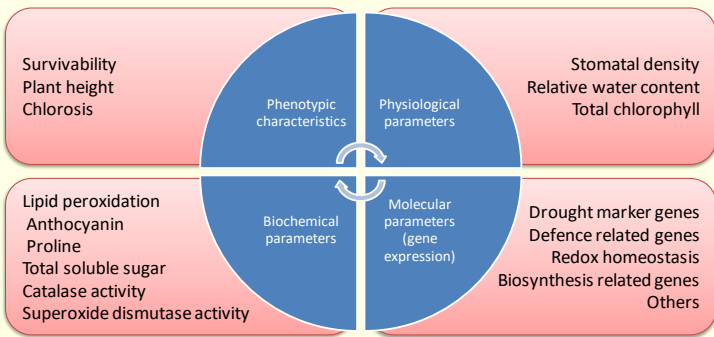 Survivability
Plant height
Chlorosis
Phenotypic
characteristics
Physiological
parameters
Stomatal density
Relative water content
Total chlorophyll
Lipid peroxidation
Anthocyanin
Proline
Total soluble sugar
Catalase activity
Superoxide dismutase activity
Biochemical
parameters
Molecular
parameters
(gene
expression)
Drought marker genes
Defence related genes
Redox homeostasis
Biosynthesis related genes
Others